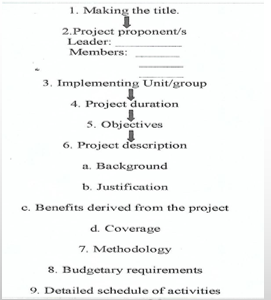 1. Making the title.
2.Project proponent/s
Leader: ____________
Members: ________
________
________
3. Implementing Unit/group
4. Project duration
5. Objectives
6. Project description
a. Background
b. Justification
c. Benefits derived from the project
d. Coverage
7. Methodology
8. Budgetary requirements
9. Detailed schedule of activities